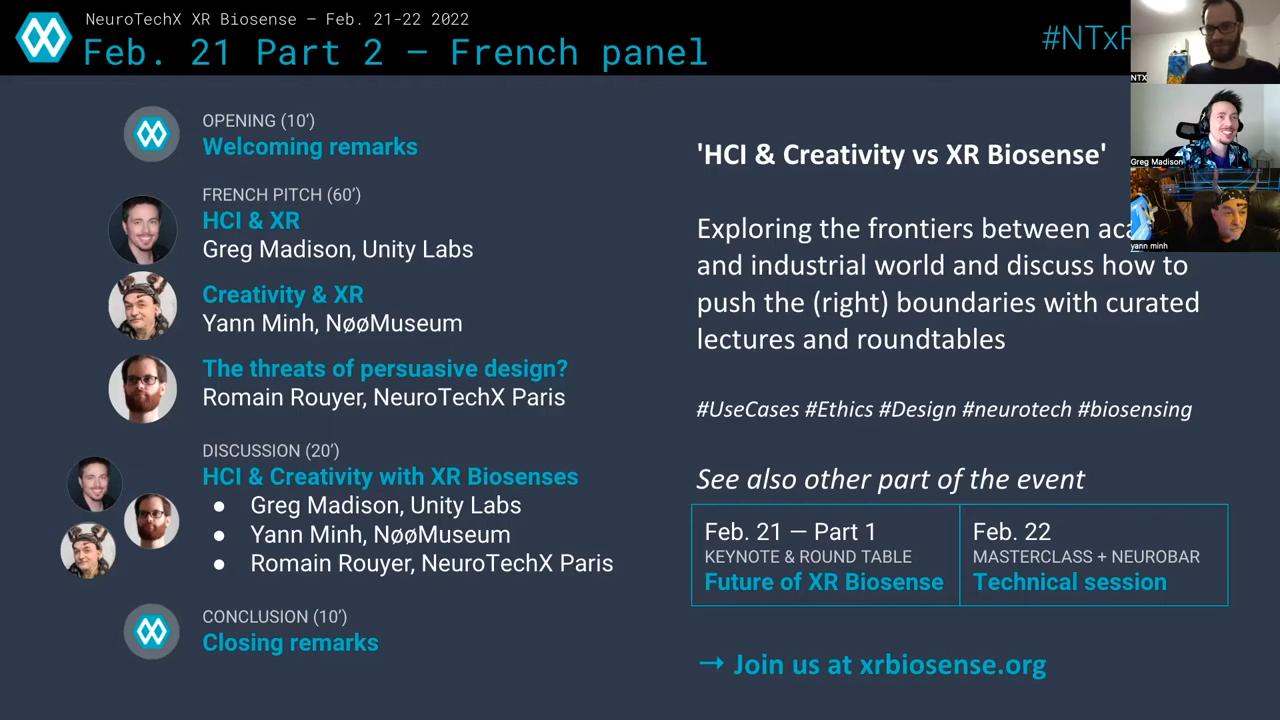 NeuroTechX XR Biosense — Feb. 21-22 2022
Feb. 21 Part 2 — French panel
#NTxP
OPENING (10’)
Welcoming remarks
FRENCH PITCH (60’)
HCI & XR
Greg Madison, Unity Labs
Creativity & XR
Yann Minh, NøøMuseum
The threats of persuasive design?
Romain Rouyer, NeuroTechX Paris
DISCUSSION (20’)
HCI & Creativity with XR Biosenses
● Greg Madison, Unity Labs
● Yann Minh, NøøMuseum
● Romain Rouyer, NeuroTechX Paris
CONCLUSION (10’)
Closing remarks
'HCI & Creativity vs XR Biosense'
Exploring the frontiers between aca
and industrial world and discuss how to
push the (right) boundaries with curated
lectures and roundtables
#UseCases #Ethics #Design #neurotech #biosensing
See also other part of the event
Feb. 21 — Part 1
KEYNOTE & ROUND TABLE
Future of XR Biosense
Feb. 22
MASTERCLASS + NEUROBAR
Technical session
→ Join us at xrbiosense.org
NTX
Greg Madison
yann minh